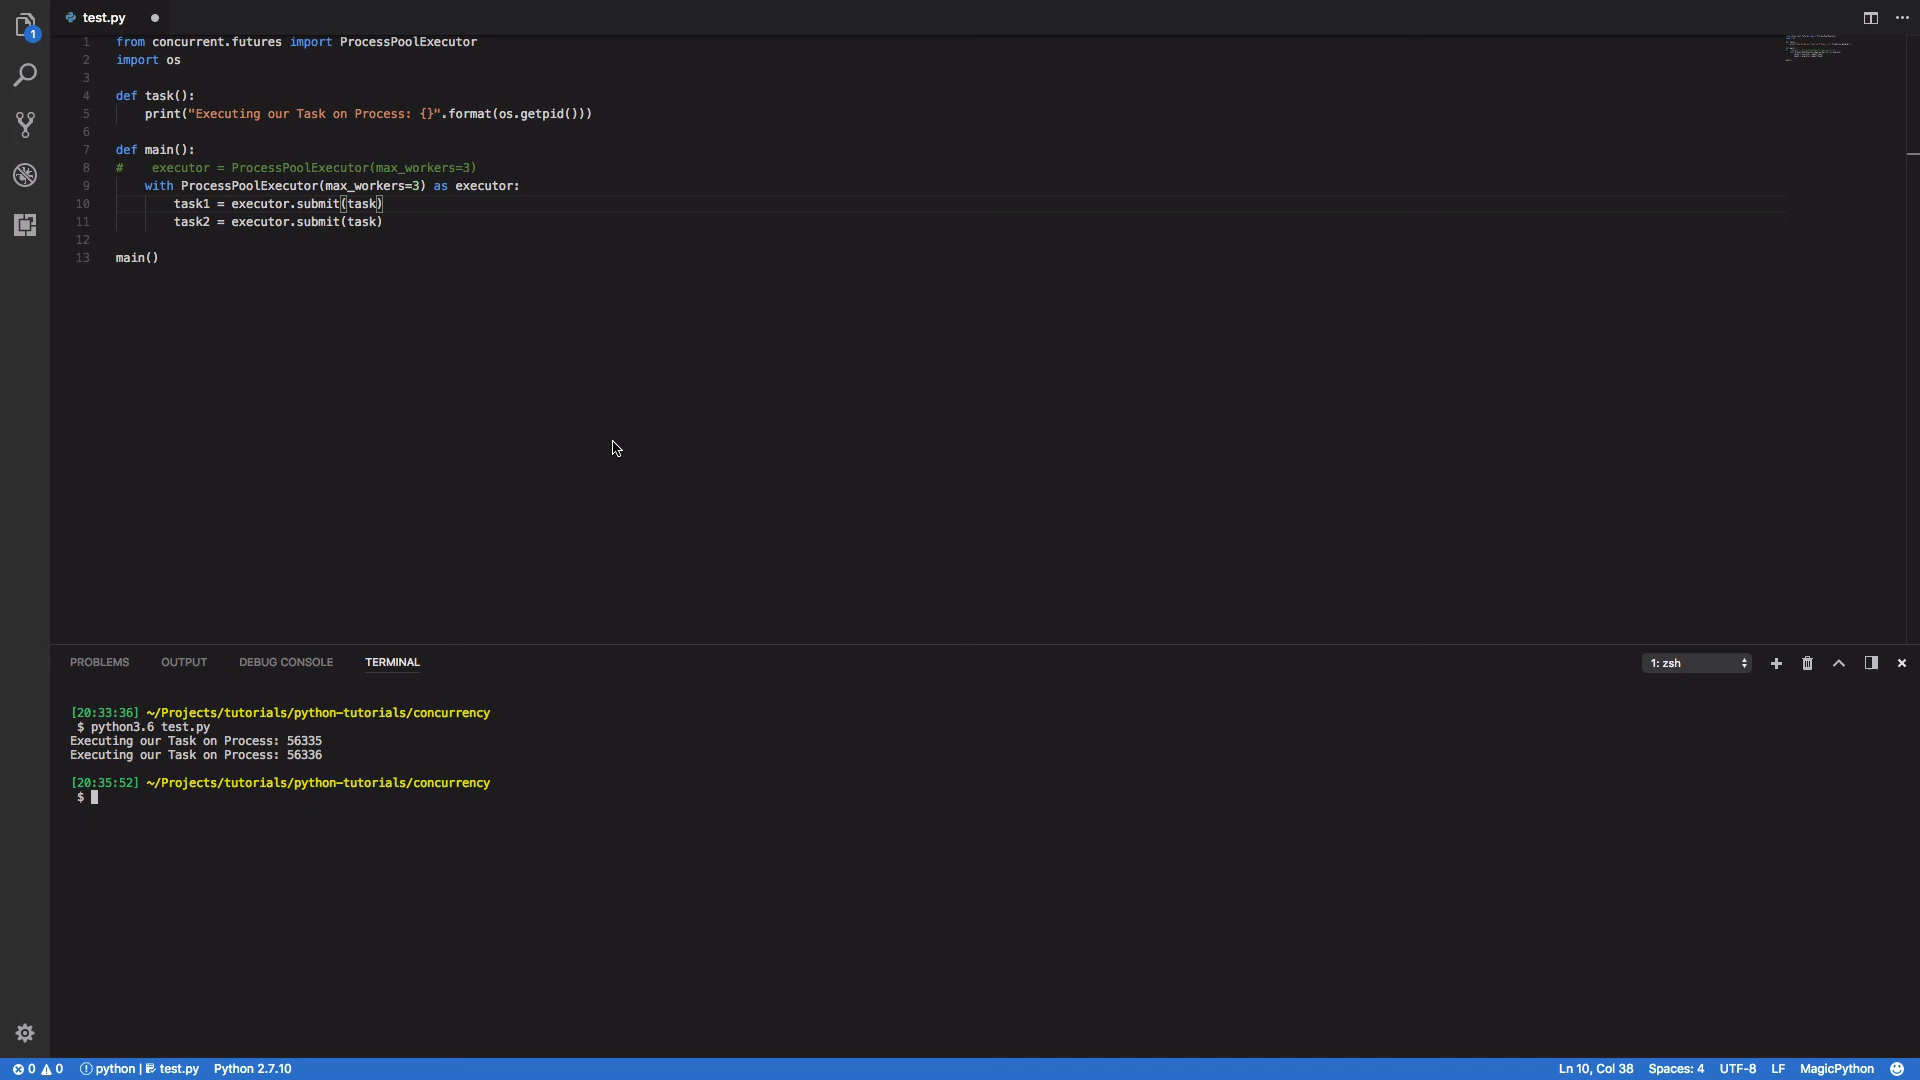 test.py
1
1 from concurrent.futures import ProcessPoolExecutor
2 import os
3
4 def task():
5     print("Executing our Task on Process: {}".format(os.getpid()))
6
7 def main():
8 #    executor = ProcessPoolExecutor(max_workers=3)
9     with ProcessPoolExecutor(max_workers=3) as executor:
10         task1 = executor.submit(task)
11         task2 = executor.submit(task)
12
13 main()
PROBLEMS OUTPUT DEBUG CONSOLE TERMINAL 1: zsh
[20:33:36] ~/Projects/tutorials/python-tutorials/concurrency
$ python3.6 test.py
Executing our Task on Process: 56335
Executing our Task on Process: 56336
[20:35:52] ~/Projects/tutorials/python-tutorials/concurrency
$
0 0 python | test.py Python 2.7.10 Ln 10, Col 38 Spaces: 4 UTF-8 LF MagicPython